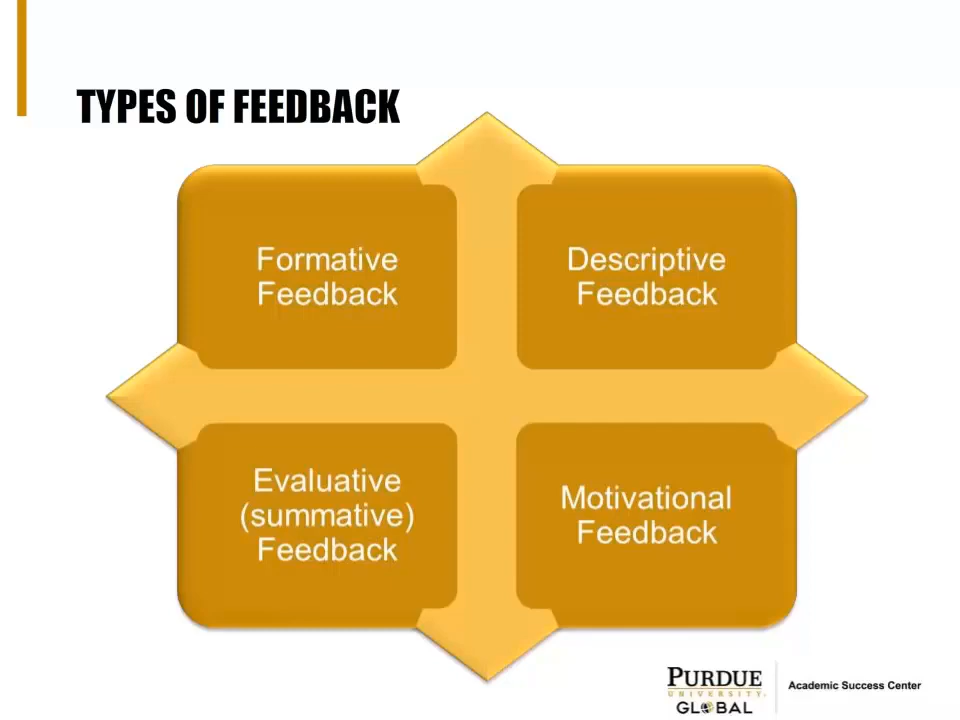 TYPES OF FEEDBACK
Formative
Feedback
Descriptive
Feedback
Evaluative
(summative)
Feedback
Motivational
Feedback
PURDUE
UNIVERSITY
GLOBAL
Academic Success Center